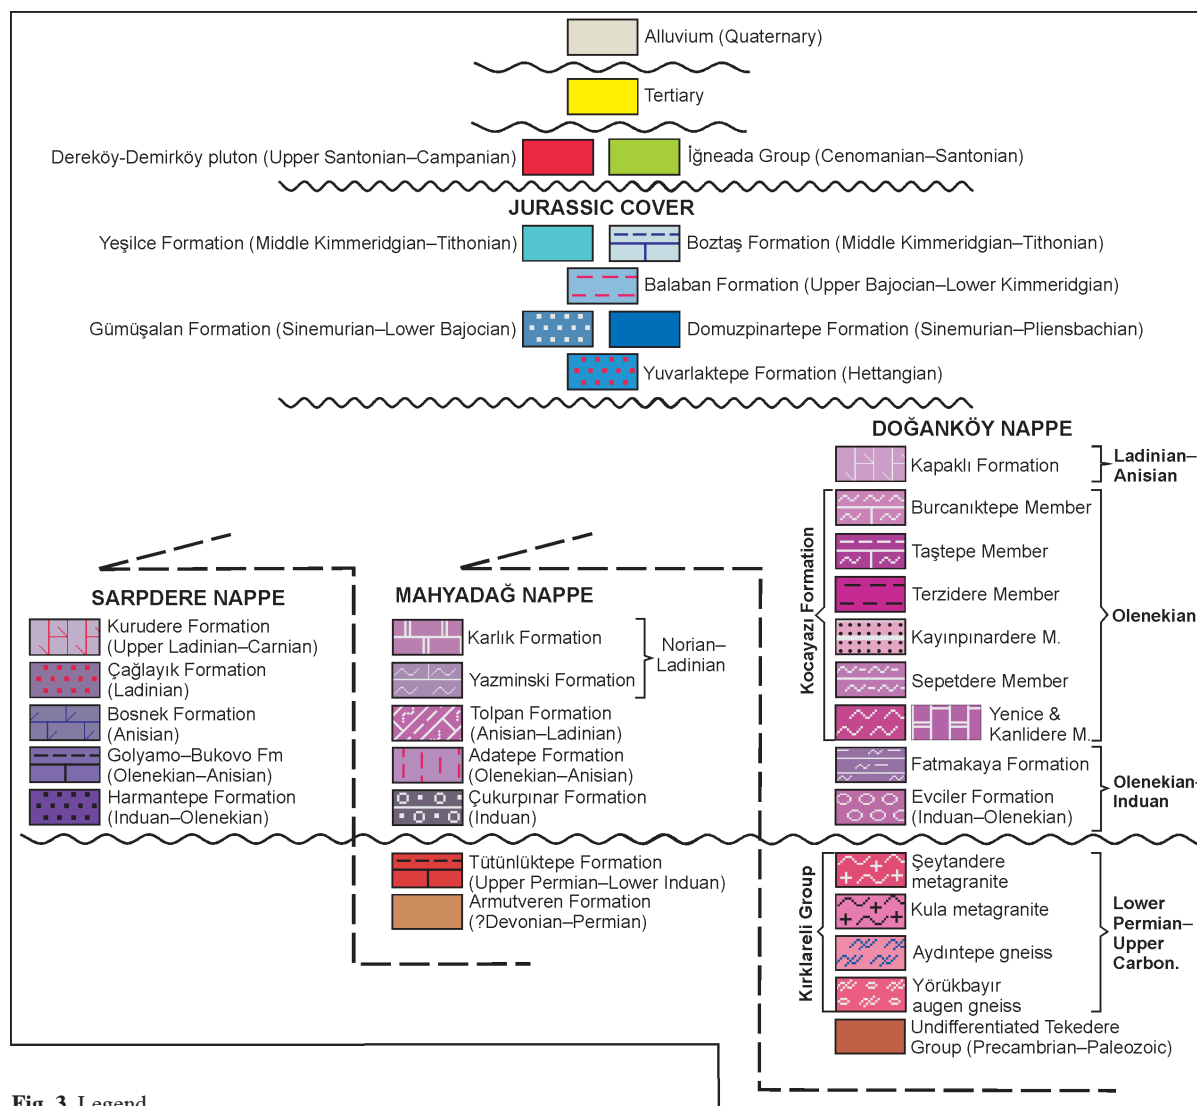 Alluvium (Quaternary)
Tertiary
Dereköy-Demirköy pluton (Upper Santonian–Campanian)
İğneada Group (Cenomanian–Santonian)
JURASSIC COVER
Yeşilce Formation (Middle Kimmeridgian–Tithonian)
Boztaş Formation (Middle Kimmeridgian–Tithonian)
Balaban Formation (Upper Bajocian–Lower Kimmeridgian)
Gümüşalan Formation (Sinemurian–Lower Bajocian)
Domuzpinartepe Formation (Sinemurian–Pliensbachian)
Yuvarlaktepe Formation (Hettangian)
SARPDERE NAPPE
Kurudere Formation
(Upper Ladinian–Carnian)
Çağlayık Formation
(Ladinian)
Bosnek Formation
(Anisian)
Golyamo–Bukovo Fm
(Olenekian–Anisian)
Harmantepe Formation
(Induan–Olenekian)
MAHYADAĞ NAPPE
Karlık Formation
Yazminski Formation
Norian–
Ladinian
Tolpan Formation
(Anisian–Ladinian)
Adatepe Formation
(Olenekian–Anisian)
Çukurpınar Formation
(Induan)
Tütünlüktepe Formation
(Upper Permian–Lower Induan)
Armutveren Formation
(?Devonian–Permian)
DOĞANKÖY NAPPE
Kapaklı Formation
Ladinian–
Anisian
Kocayazı Formation
Burcanıktepe Member
Taştepe Member
Terzidere Member
Kayınpınardere M.
Sepetdere Member
Yenice &
Kanlidere M.
Olenekian
Fatmakaya Formation
Evciler Formation
(Induan–Olenekian)
Olenekian–
Induan
Kırklareli Group
Şeytandere
metagranite
Kula metagranite
Aydıntepe gneiss
Yörükbayır
augen gneiss
Lower
Permian–
Upper
Carbon.
Undifferentiated Tekedere
Group (Precambrian–Paleozoic)
Fig. 3. Legend